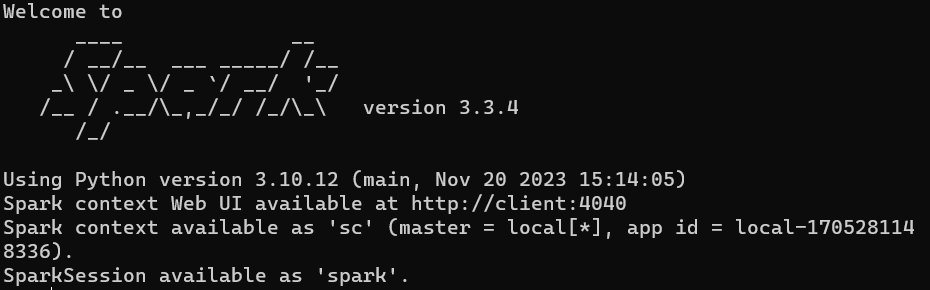 Welcome to
      ____              __
     / __/__  ___ _____/ /__
    _\ \/ _ \/ _ `/ __/  '_/
   /__ / .__/\_,_/_/ /_/\_\   version 3.3.4
      /_/

Using Python version 3.10.12 (main, Nov 20 2023 15:14:05)
Spark context Web UI available at http://client:4040
Spark context available as 'sc' (master = local[*], app id = local-170528114
8336).
SparkSession available as 'spark'.